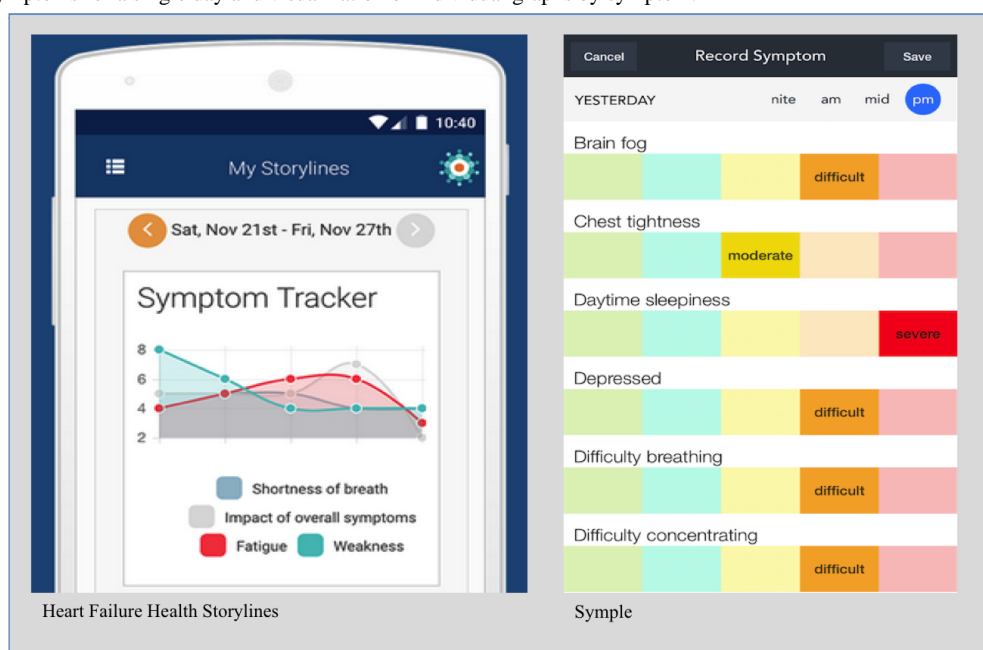 10:40
My Storylines
Sat, Nov 21st - Fri, Nov 27th
Symptom Tracker
8
6
4
2
Shortness of breath
Impact of overall symptoms
Fatigue Weakness
Heart Failure Health Storylines
Cancel Record Symptom Save
YESTERDAY nite am mid pm
Brain fog
difficult
Chest tightness
moderate
Daytime sleepiness
severe
Depressed
difficult
Difficulty breathing
difficult
Difficulty concentrating
difficult
Symple